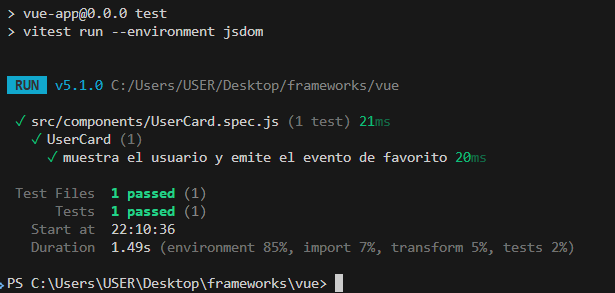 > vue-app@0.0.0 test
> vitest run --environment jsdom
RUN v5.1.0 C:/Users/USER/Desktop/frameworks/vue
✓ src/components/UserCard.spec.js (1 test) 21ms
✓ UserCard (1)
✓ muestra el usuario y emite el evento de favorito 20ms
Test Files 1 passed (1)
Tests 1 passed (1)
Start at 22:10:36
Duration 1.49s (environment 85%, import 7%, transform 5%, tests 2%)
PS C:\Users\USER\Desktop\frameworks\vue>